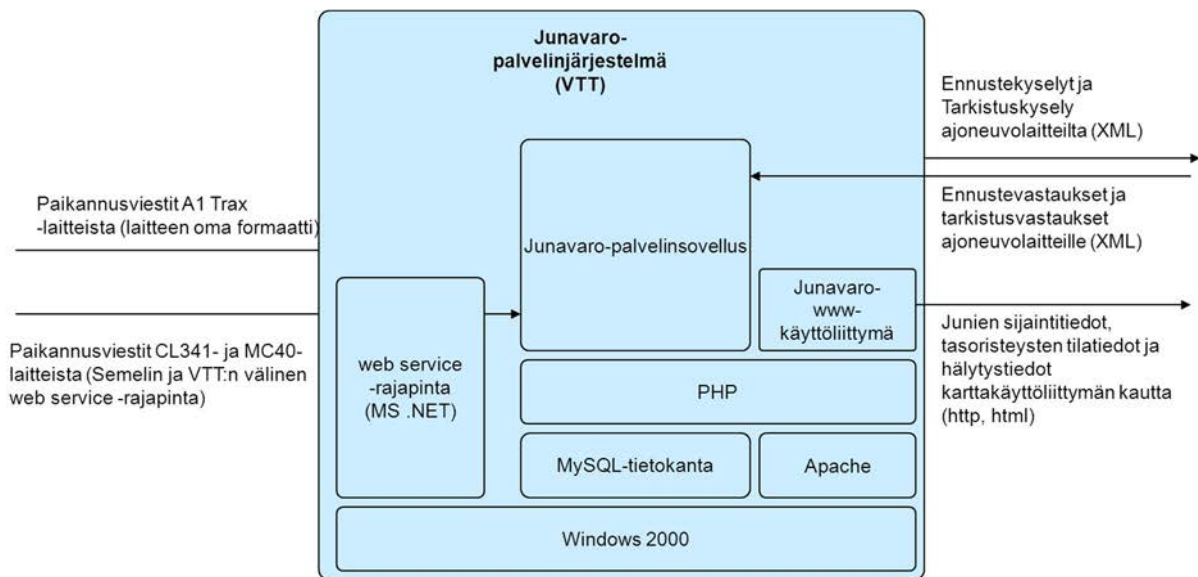 Junavaro-
palvelinjärjestelmä
(VTT)
Ennustekyselyt ja
Tarkistuskysely
ajoneuvolaitteilta (XML)
Paikannusviestit A1 Trax
-laitteista (laitteen oma formaatti)
Junavaro-palvelinsovellus
Ennustevastaukset ja
tarkistusvastaukset
ajoneuvolaitteille (XML)
Paikannusviestit CL341- ja MC40-
laitteista (Semelin ja VTT:n välinen
web service -rajapinta)
web service
-rajapinta
(MS .NET)
Junavaro-
www-
käyttöliittymä
Junien sijaintitiedot,
tasoristeysten tilatiedot ja
hälytystiedot
karttakäyttöliittymän kautta
(http, html)
PHP
MySQL-tietokanta
Apache
Windows 2000